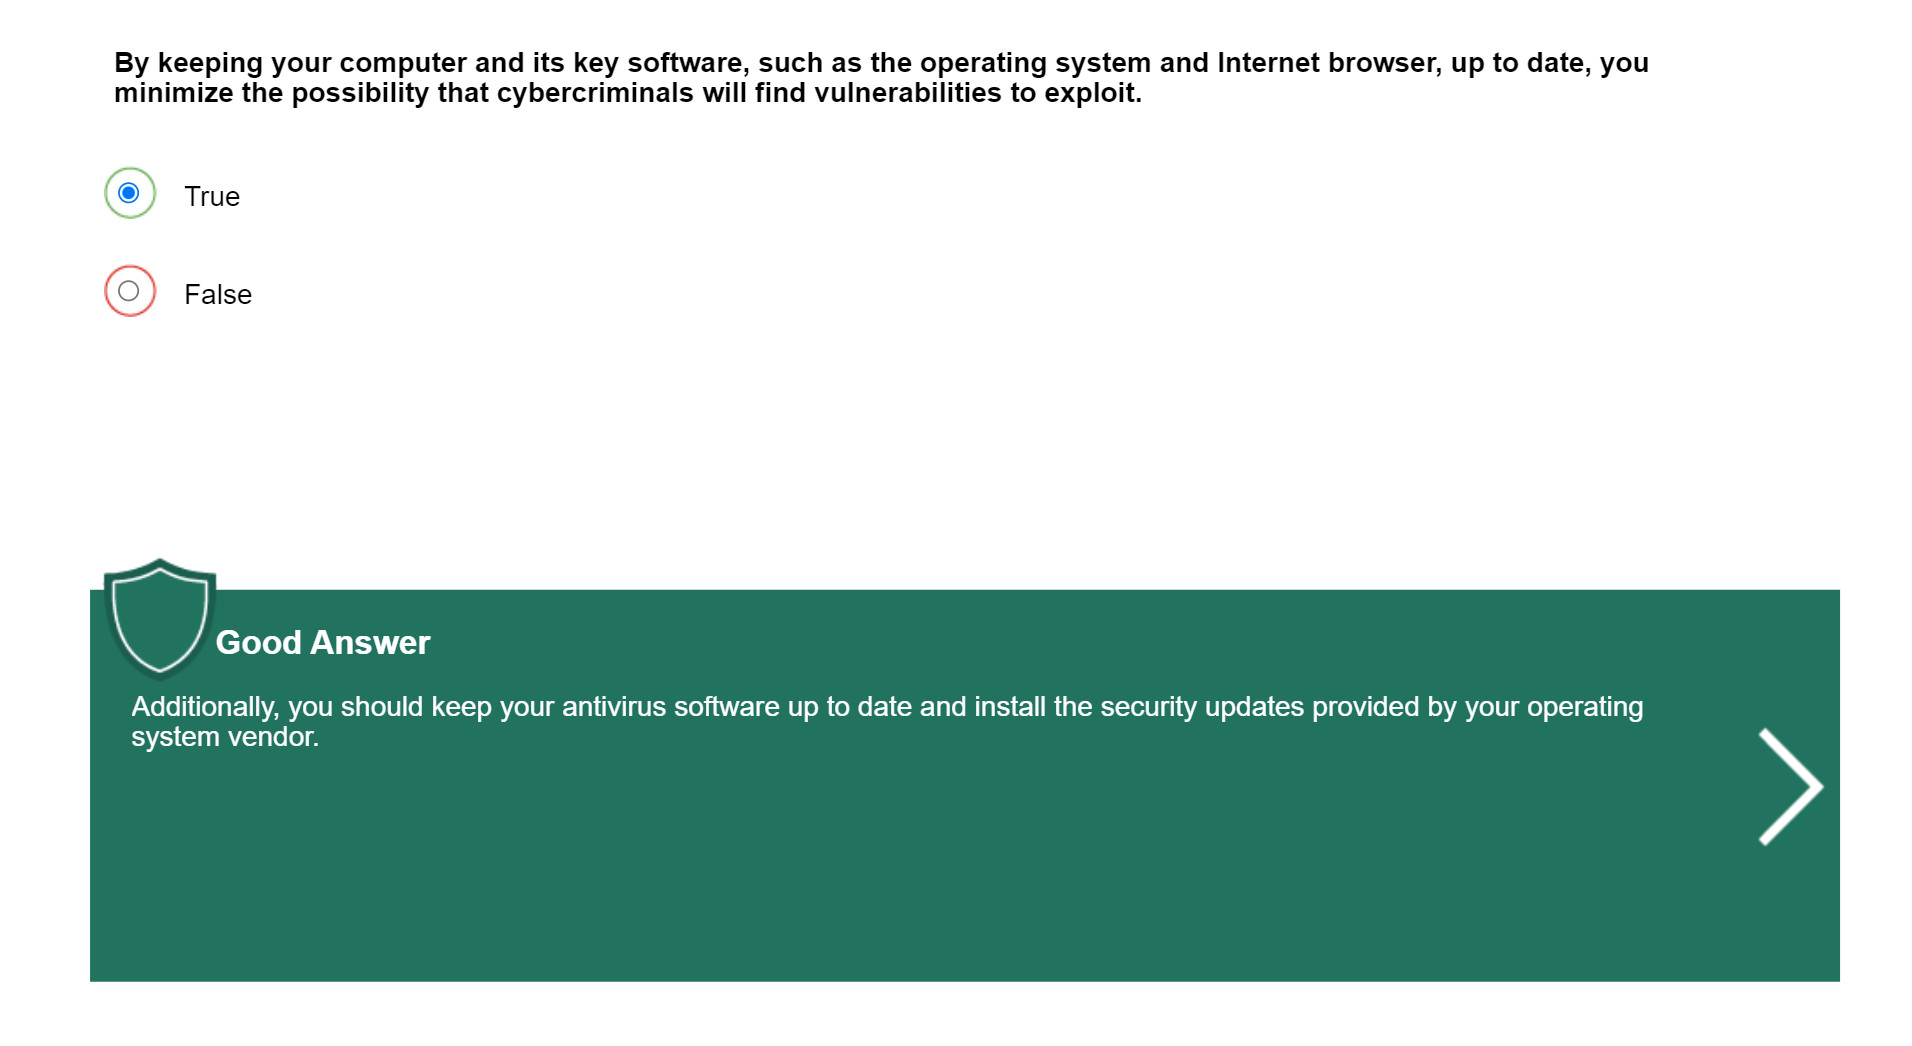 By keeping your computer and its key software, such as the operating system and Internet browser, up to date, you
minimize the possibility that cybercriminals will find vulnerabilities to exploit.
True
False
Good Answer
Additionally, you should keep your antivirus software up to date and install the security updates provided by your operating
system vendor.